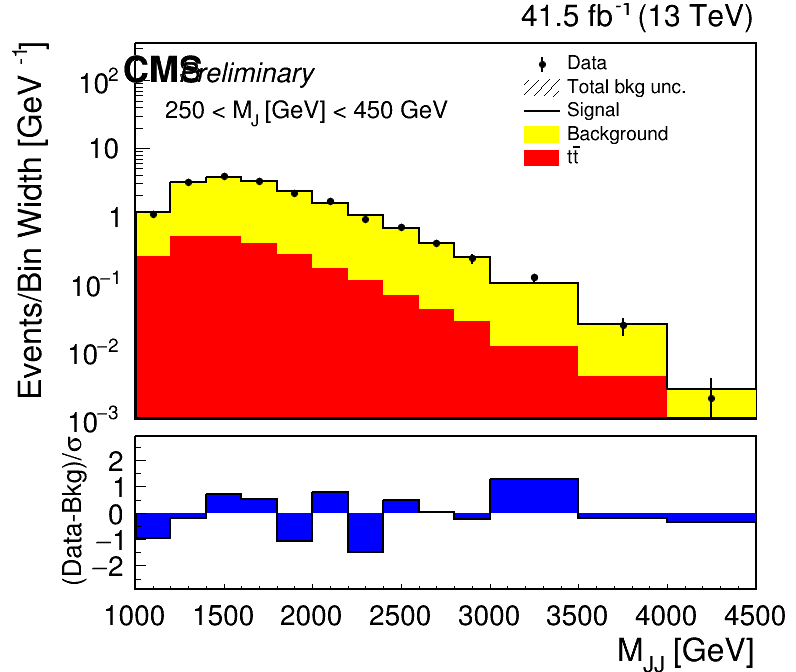 41.5 fb⁻¹ (13 TeV)
CMS Preliminary
250 < M_J [GeV] < 450 GeV
Data
Total bkg unc.
Signal
Background
tt̄
Events/Bin Width [GeV⁻¹]
10²
10
1
10⁻¹
10⁻²
10⁻³
(Data-Bkg)/σ
2
1
0
−1
−2
1000 1500 2000 2500 3000 3500 4000 4500
M_JJ [GeV]